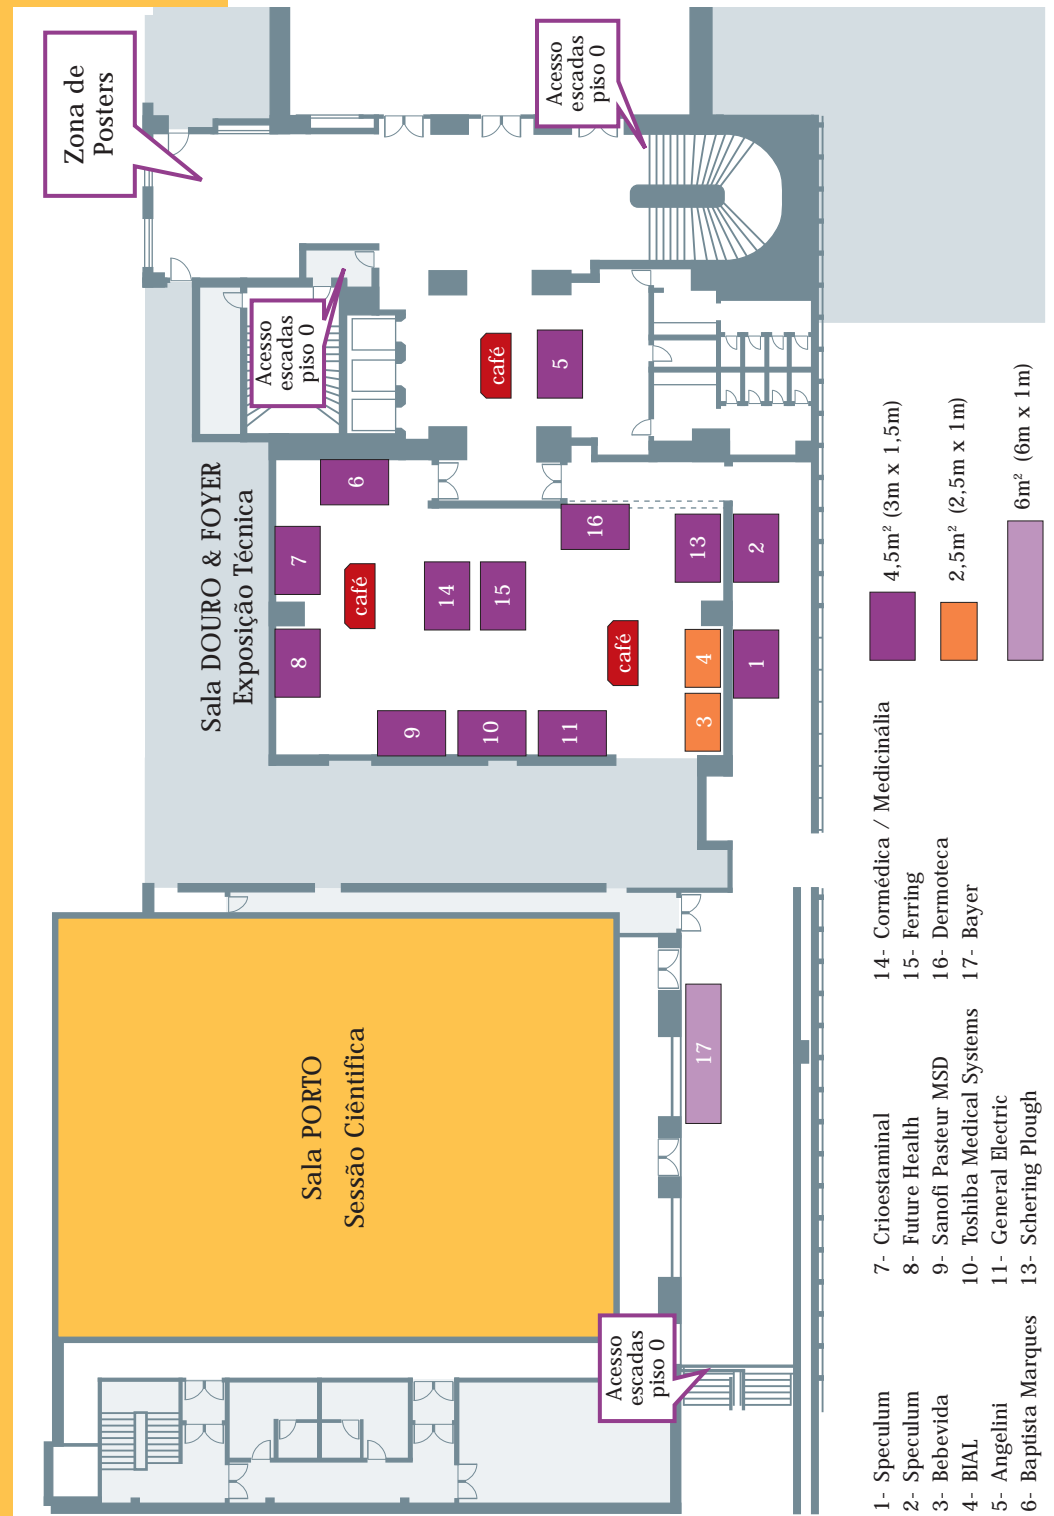 Zona de
Posters
Acesso
escadas
piso 0
Acesso
escadas
piso 0
Sala DOURO & FOYER
Exposição Técnica
café
5
6
7
16
13
2
café
14
15
8
café
4
1
9
10
11
3
Sala PORTO
Sessão Ciêntifica
17
Acesso
escadas
piso 0
1- Speculum
2- Speculum
3- Bebevida
4- BIAL
5- Angelini
6- Baptista Marques
7- Crioestaminal
8- Future Health
9- Sanofi Pasteur MSD
10- Toshiba Medical Systems
11- General Electric
13- Schering Plough
14- Cormédica / Medicinália
15- Ferring
16- Dermoteca
17- Bayer
4,5m² (3m x 1,5m)
2,5m² (2,5m x 1m)
6m² (6m x 1m)